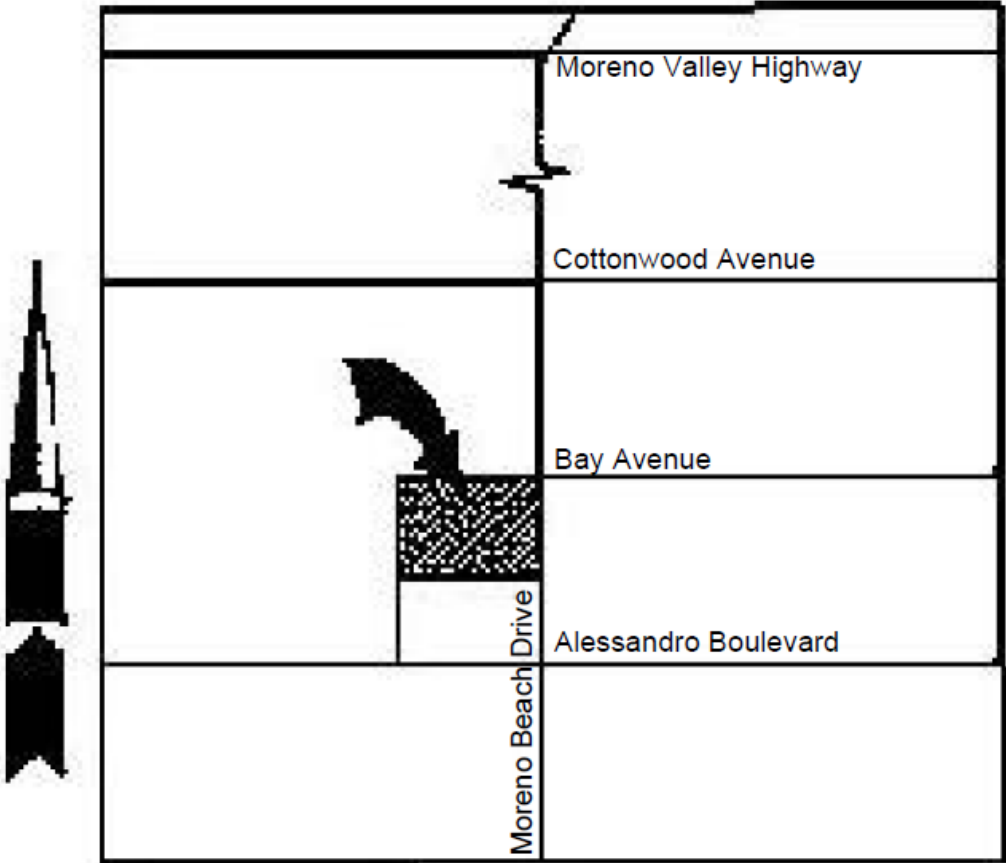 Moreno Valley Highway
Cottonwood Avenue
Bay Avenue
Alessandro Boulevard
Moreno Beach Drive